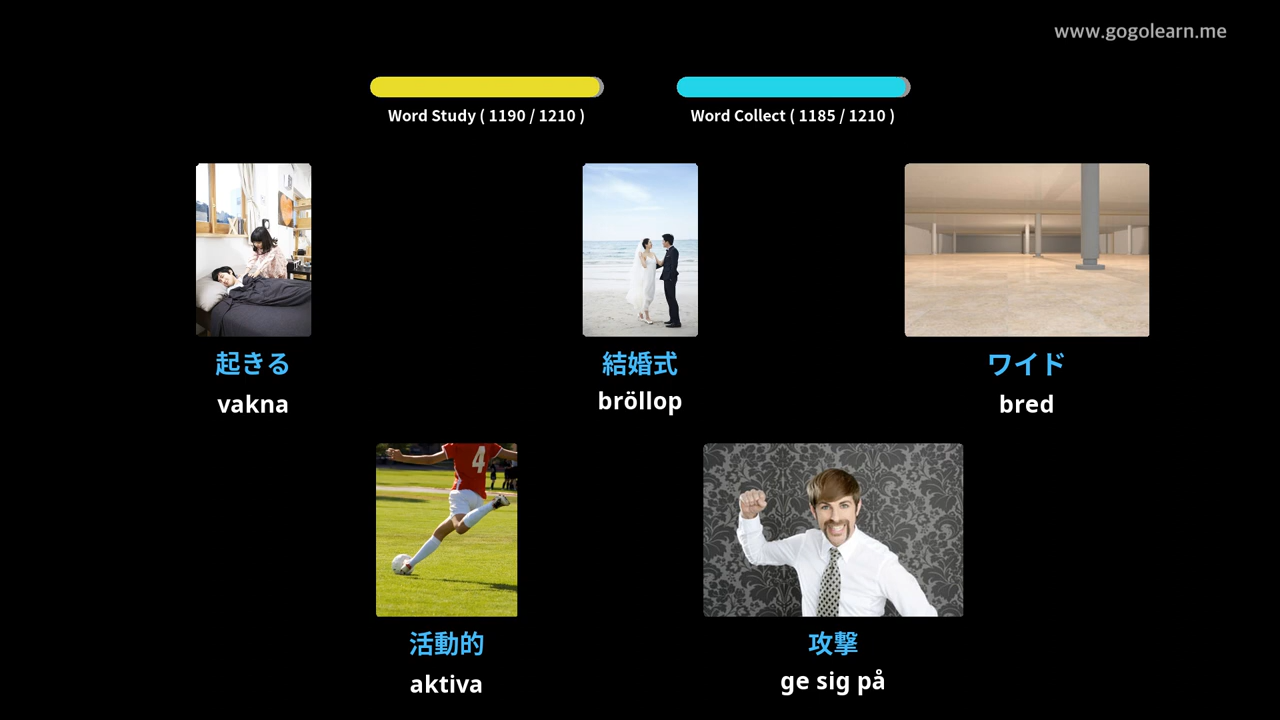 www.gogolearn.me
Word Study ( 1190 / 1210 )
Word Collect ( 1185 / 1210 )
起きる
vakna
結婚式
bröllop
ワイド
bred
4
活動的
aktiva
攻撃
ge sig på